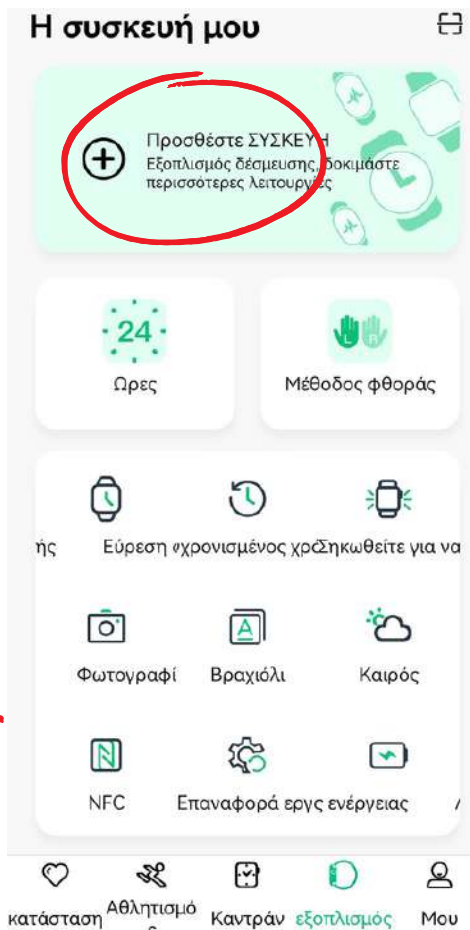 Η συσκευή μου
Προσθέστε ΣΥΣΚΕΥΗ
Εξοπλισμός δέσμευσης, δοκιμάστε
περισσότερες λειτουργίες
24
L R
Ωρες Μέθοδος φθοράς
ής Εύρεση χρονισμένος χρ Σηκωθείτε για να
A
Φωτογραφί Βραχιόλι Καιρός
N
NFC Επαναφορά εργ ς ενέργειας
κατάσταση Αθλητισμό Καντράν εξοπλισμός Μου